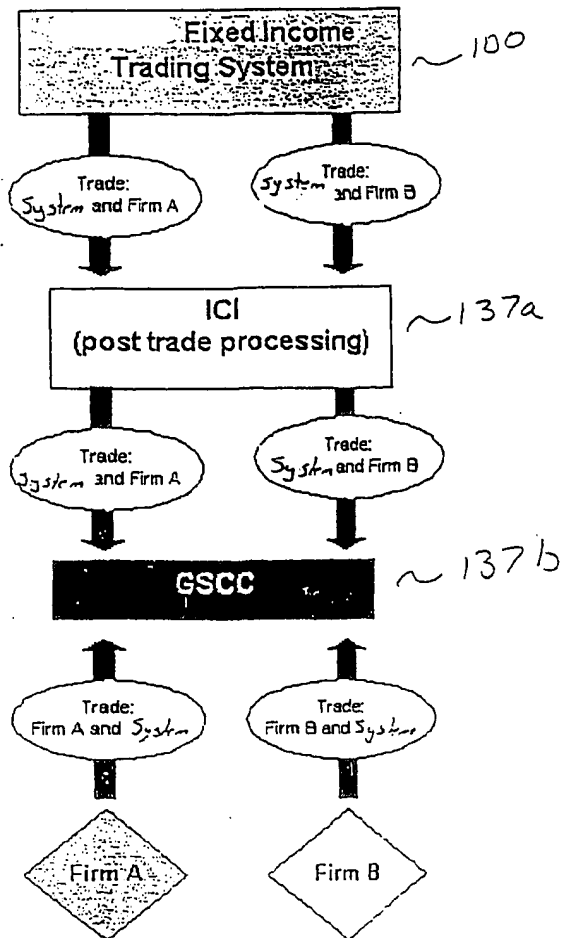 Fixed Income
Trading System
100
Trade:
System and Firm A
Trade:
System and Firm B
ICI
(post trade processing)
137a
Trade:
System and Firm A
Trade:
System and Firm B
GSCC
137b
Trade:
Firm A and System
Trade:
Firm B and System
Firm A
Firm B